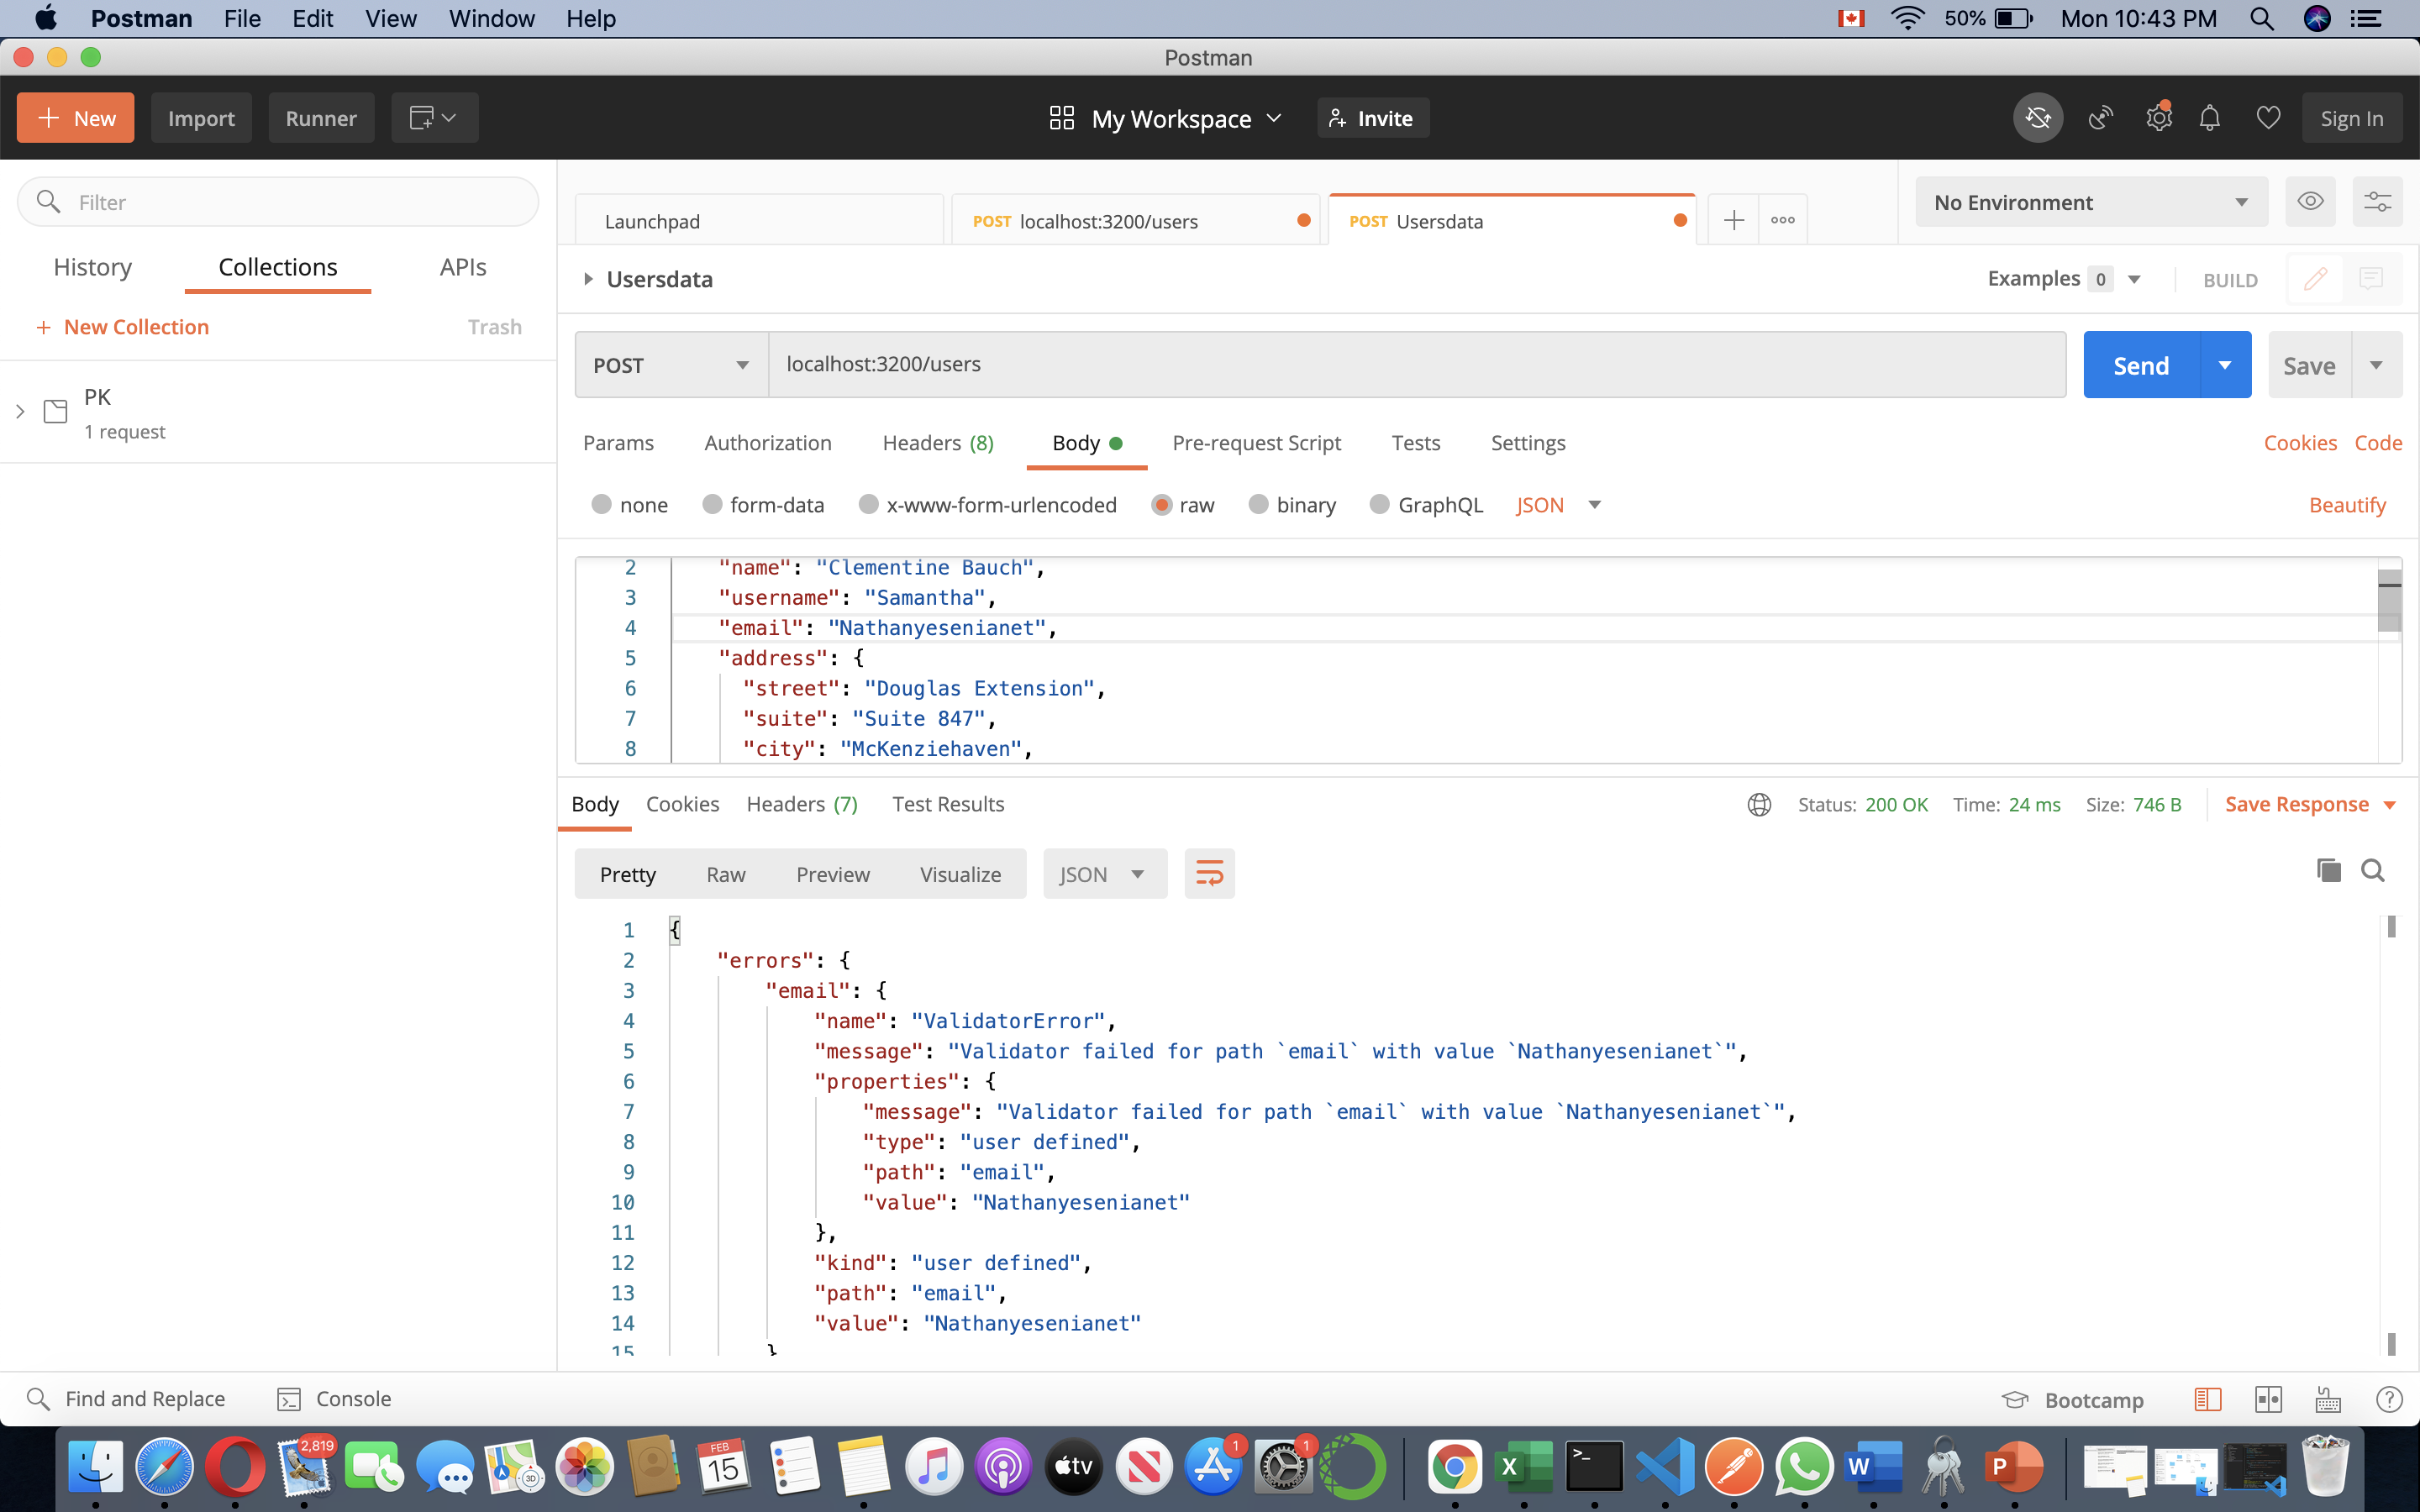 Postman File Edit View Window Help 50% Mon 10:43 PM
Postman
New Import Runner My Workspace Invite Sign In
Filter
History Collections APIs
+ New Collection Trash
PK
1 request
Launchpad POST localhost:3200/users POST Usersdata No Environment
Usersdata Examples 0 BUILD
POST localhost:3200/users Send Save
Params Authorization Headers (8) Body Pre-request Script Tests Settings Cookies Code
none form-data x-www-form-urlencoded raw binary GraphQL JSON Beautify
2 "name": "Clementine Bauch",
3 "username": "Samantha",
4 "email": "Nathanyesenianet",
5 "address": {
6 "street": "Douglas Extension",
7 "suite": "Suite 847",
8 "city": "McKenziehaven",
Body Cookies Headers (7) Test Results Status: 200 OK Time: 24 ms Size: 746 B Save Response
Pretty Raw Preview Visualize JSON
1 {
2 "errors": {
3 "email": {
4 "name": "ValidatorError",
5 "message": "Validator failed for path `email` with value `Nathanyesenianet`",
6 "properties": {
7 "message": "Validator failed for path `email` with value `Nathanyesenianet`",
8 "type": "user defined",
9 "path": "email",
10 "value": "Nathanyesenianet"
11 },
12 "kind": "user defined",
13 "path": "email",
14 "value": "Nathanyesenianet"
15 }
Find and Replace Console Bootcamp
2,819 3D FEB 15 tv 1 1 X >_ W P